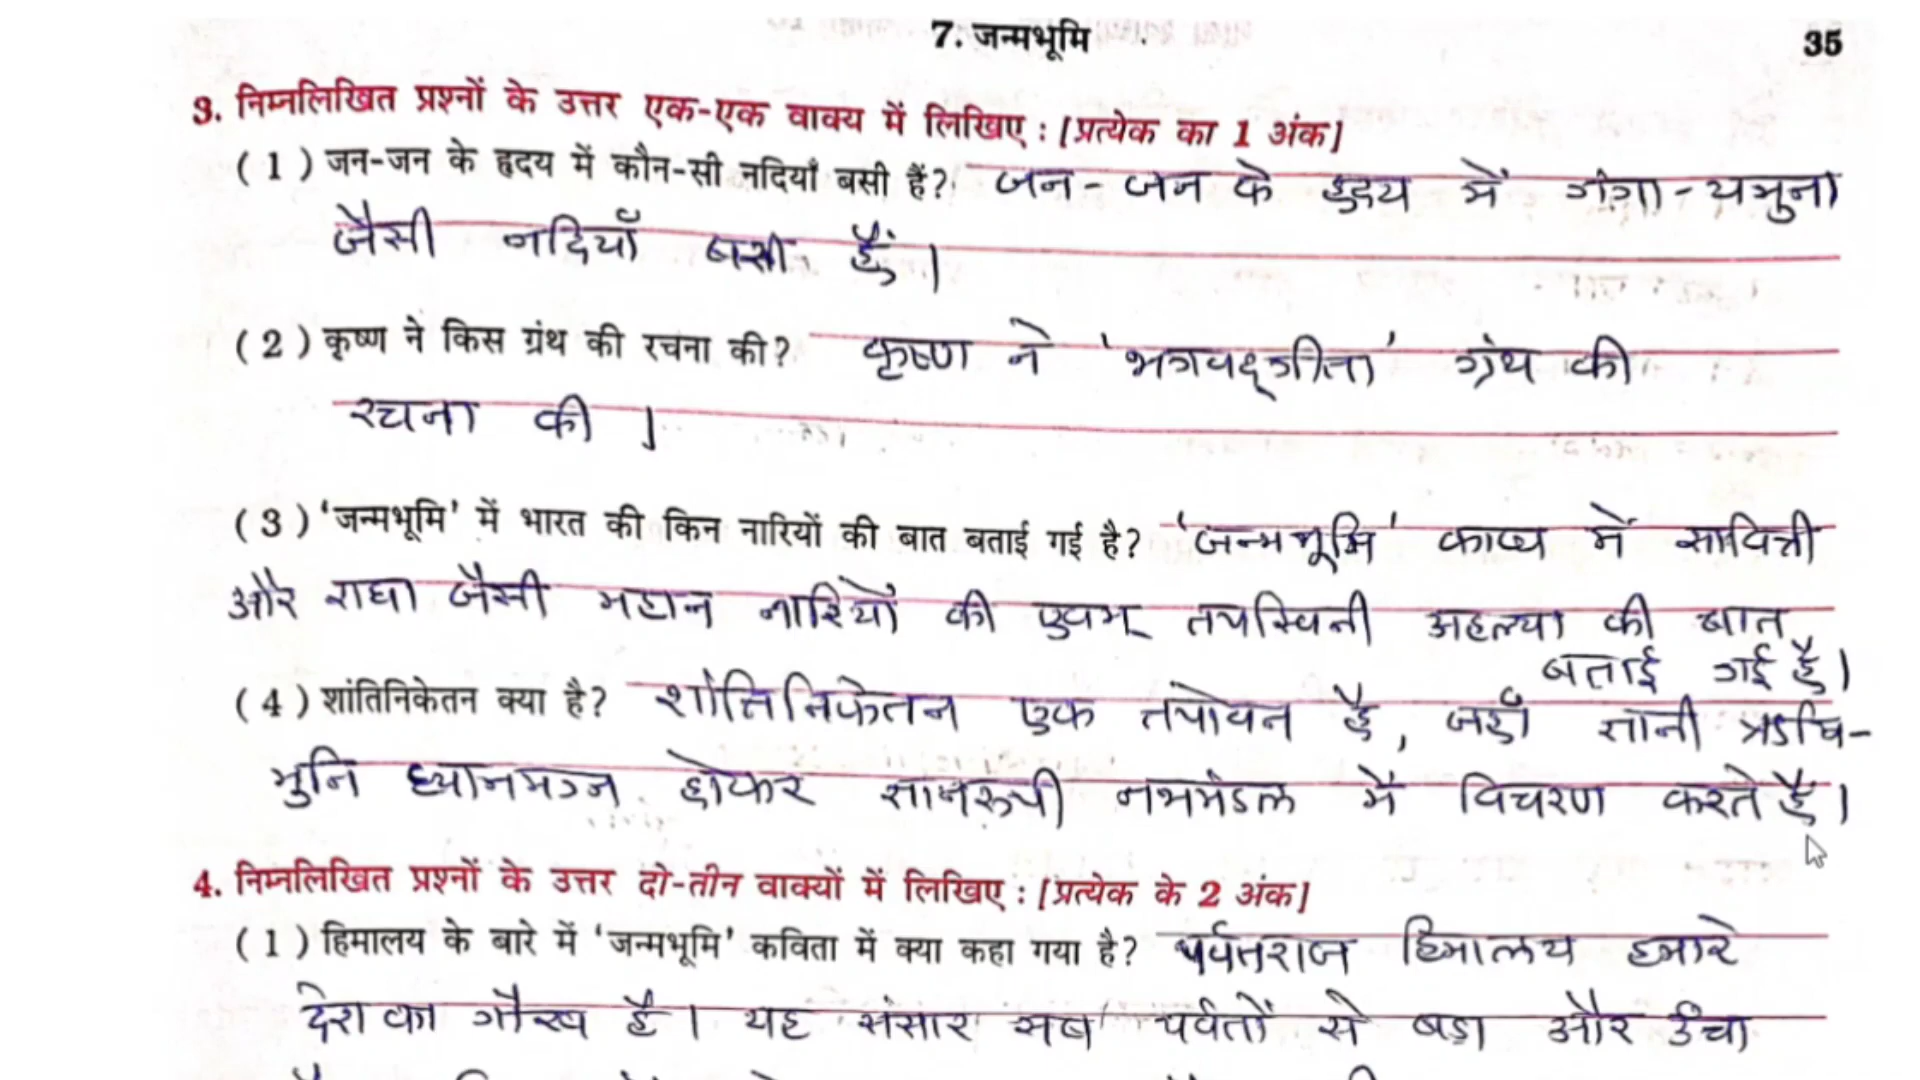 7. जन्मभूमि
35
3. निम्नलिखित प्रश्नों के उत्तर एक-एक वाक्य में लिखिए : [प्रत्येक का 1 अंक]
( 1 ) जन-जन के हृदय में कौन-सी नदियाँ बसी हैं? जन-जन के हृदय में गंगा-यमुना
जैसी नदियाँ बसी हैं।
( 2 ) कृष्ण ने किस ग्रंथ की रचना की? कृष्ण ने 'भगवद्गीता' ग्रंथ की
रचना की ।
( 3 ) 'जन्मभूमि' में भारत की किन नारियों की बात बताई गई है? 'जन्मभूमि' काव्य में सावित्री
और राधा जैसी महान नारियों की एवम् तपस्विनी अहल्या की बात
बताई गई है।
( 4 ) शांतिनिकेतन क्या है? शांतिनिकेतन एक तपोवन है, जहाँ ज्ञानी ऋषि-
मुनि ध्यानमग्न होकर ज्ञानरूपी नभमंडल में विचरण करते हैं।
4. निम्नलिखित प्रश्नों के उत्तर दो-तीन वाक्यों में लिखिए : [प्रत्येक के 2 अंक]
( 1 ) हिमालय के बारे में 'जन्मभूमि' कविता में क्या कहा गया है? पर्वतराज हिमालय हमारे
देश का गौरव है। यह संसार सब पर्वतों से बड़ा और ऊँचा